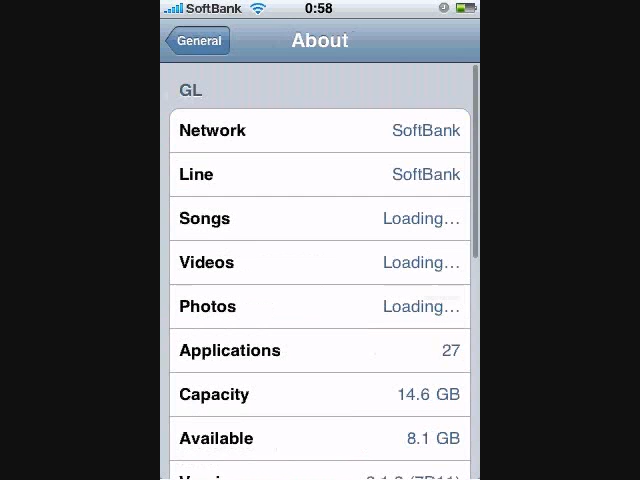 SoftBank 0:58
General About
GL
Network SoftBank
Line SoftBank
Songs Loading...
Videos Loading...
Photos Loading...
Applications 27
Capacity 14.6 GB
Available 8.1 GB